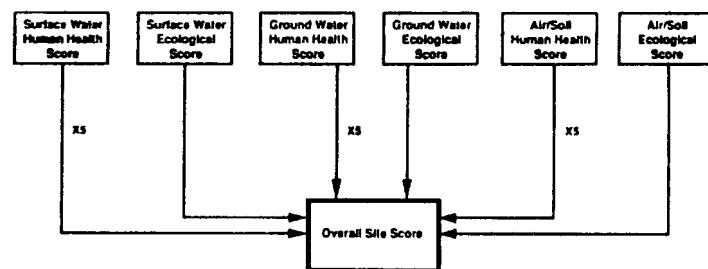 Surface Water
Human Health
Score
Surface Water
Ecological
Score
Ground Water
Human Health
Score
Ground Water
Ecological
Score
Air/Soil
Human Health
Score
Air/Soil
Ecological
Score
X5
X5
X5
Overall Site Score